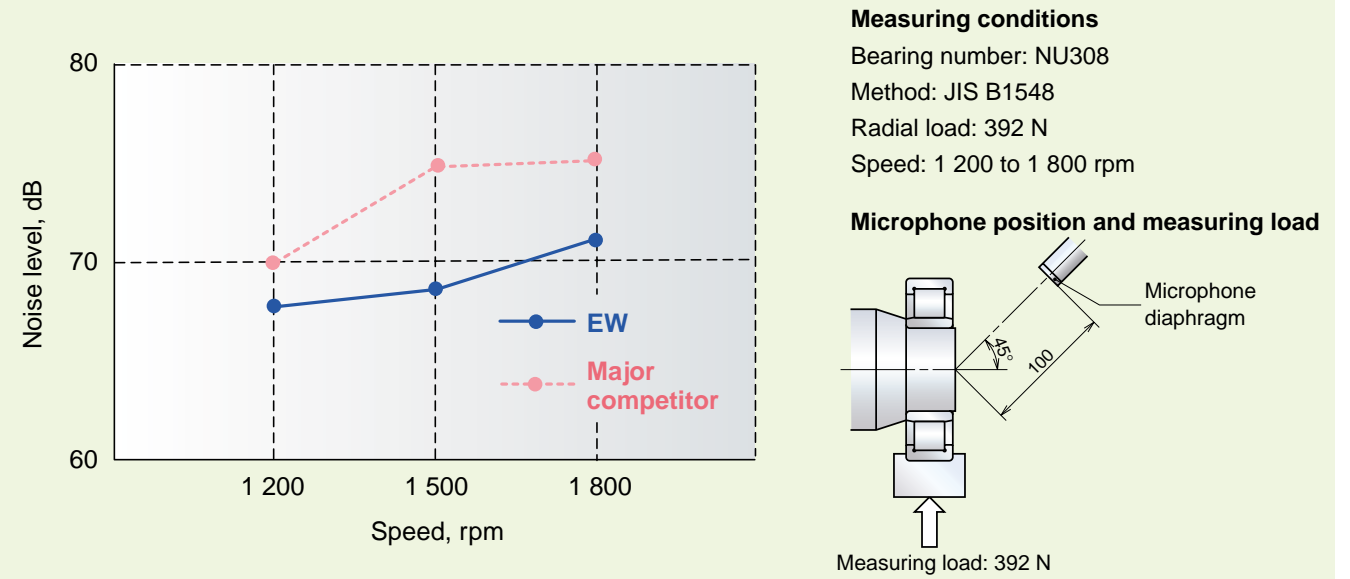 80
70
60
Noise level, dB
1 200
1 500
1 800
Speed, rpm
EW
Major
competitor
Measuring conditions
Bearing number: NU308
Method: JIS B1548
Radial load: 392 N
Speed: 1 200 to 1 800 rpm
Microphone position and measuring load
Microphone
diaphragm
45°
100
Measuring load: 392 N